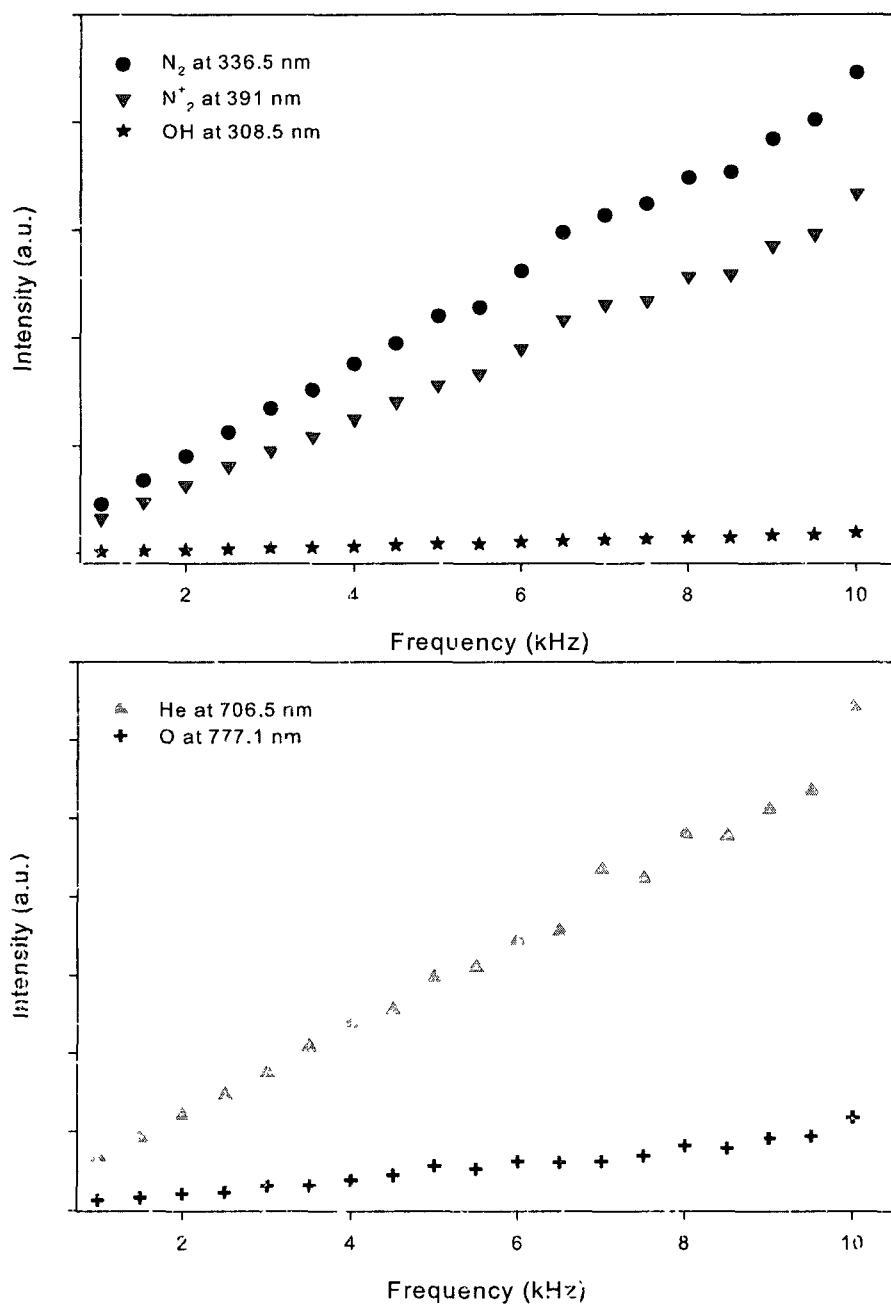 N₂ at 336.5 nm
N⁺₂ at 391 nm
OH at 308.5 nm
Intensity (a.u.)
2 4 6 8 10
Frequency (kHz)
He at 706.5 nm
O at 777.1 nm
Intensity (a.u.)
2 4 6 8 10
Frequency (kHz)